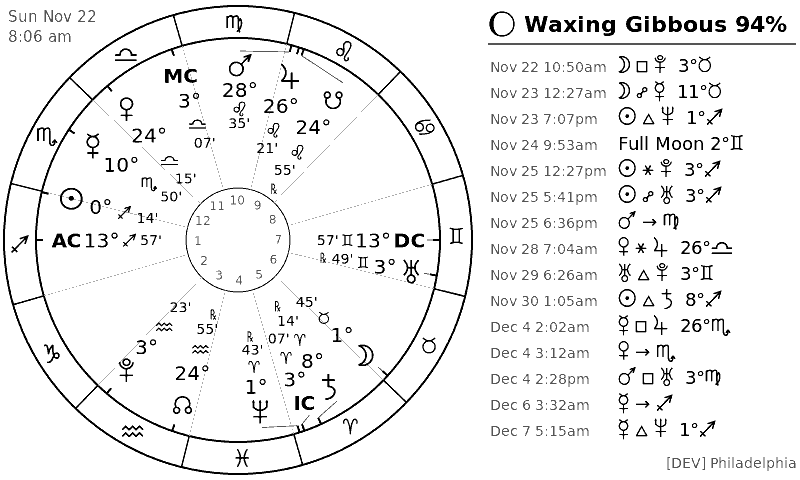 Sun Nov 22
8:06 am
Waxing Gibbous 94%
Nov 22 10:50am ☽ □ ⯓ 3°♉
Nov 23 12:27am ☽ ☍ ☿ 11°♉
Nov 23 7:07pm ☉ △ ♆ 1°♐
Nov 24 9:53am Full Moon 2°♊
Nov 25 12:27pm ☉ ⚹ ⯓ 3°♐
Nov 25 5:41pm ☉ ☍ ♅ 3°♐
Nov 25 6:36pm ♂ → ♍
Nov 28 7:04am ♀ ⚹ ♃ 26°♎
Nov 29 6:26am ♅ △ ⯓ 3°♊
Nov 30 1:05am ☉ △ ♄ 8°♐
Dec 4 2:02am ☿ □ ♃ 26°♏
Dec 4 3:12am ♀ → ♏
Dec 4 2:28pm ♂ □ ♅ 3°♍
Dec 6 3:32am ☿ → ♐
Dec 7 5:15am ☿ △ ♆ 1°♐
[DEV] Philadelphia
♍
♌
♋
♊
♉
♈
♓
♒
♑
♐
♏
♎
MC 3° ♎ 07'
♂ 28° ♌ 35'
♃ 26° ♌ 21'
☋ 24° ♌ 55' ℞
♀ 24° ♎ 15'
☿ 10° ♏ 50'
☉ 0° ♐ 14'
AC 13° ♐ 57'
57' ♊ 13° DC
℞ 49' ♊ 3° ♅
⯓ 3° ♒ 23'
☊ 24° ♒ 55' ℞
♆ 1° ♈ 43' ℞
IC 3° ♈ 07'
♄ 8° ♈ 14' ℞
☽ 1° ♉ 45'
1
2
3
4
5
6
7
8
9
10
11
12